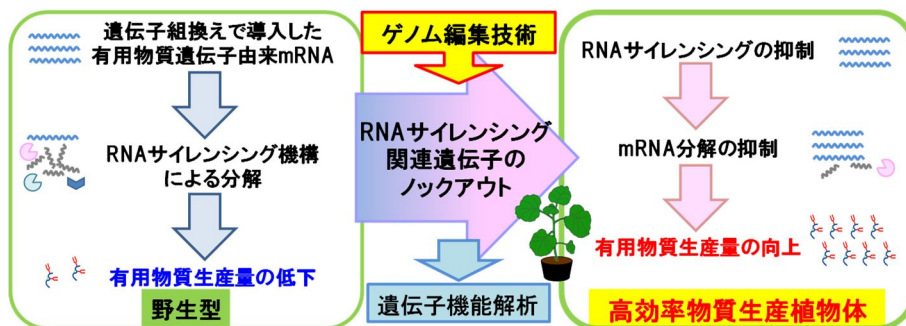 遺伝子組換えで導入した
有用物質遺伝子由来mRNA
RNAサイレンシング機構
による分解
有用物質生産量の低下
野生型
ゲノム編集技術
RNAサイレンシング
関連遺伝子の
ノックアウト
遺伝子機能解析
RNAサイレンシングの抑制
mRNA分解の抑制
有用物質生産量の向上
高効率物質生産植物体